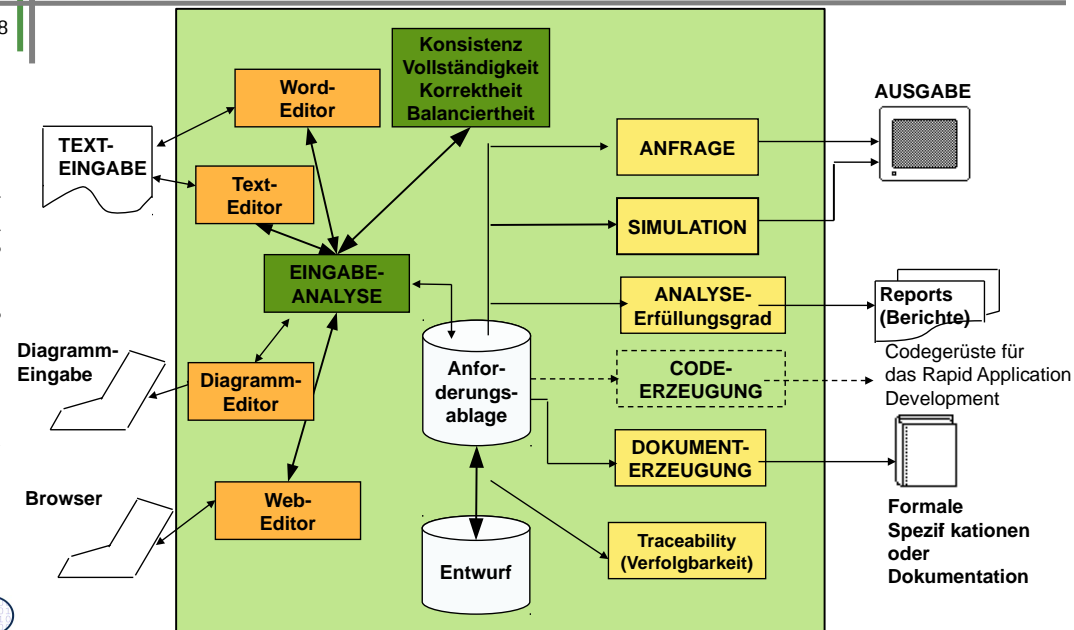 8
Konsistenz
Vollständigkeit
Korrektheit
Balanciertheit
Word-
Editor
AUSGABE
TEXT-
EINGABE
ANFRAGE
Text-
Editor
SIMULATION
EINGABE-
ANALYSE
ANALYSE-
Erfüllungsgrad
Reports
(Berichte)
Diagramm-
Eingabe
Diagramm-
Editor
Anfor-
derungs-
ablage
CODE-
ERZEUGUNG
Codegerüste für
das Rapid Application
Development
DOKUMENT-
ERZEUGUNG
Browser
Web-
Editor
Formale
Spezif kationen
oder
Dokumentation
Entwurf
Traceability
(Verfolgbarkeit)